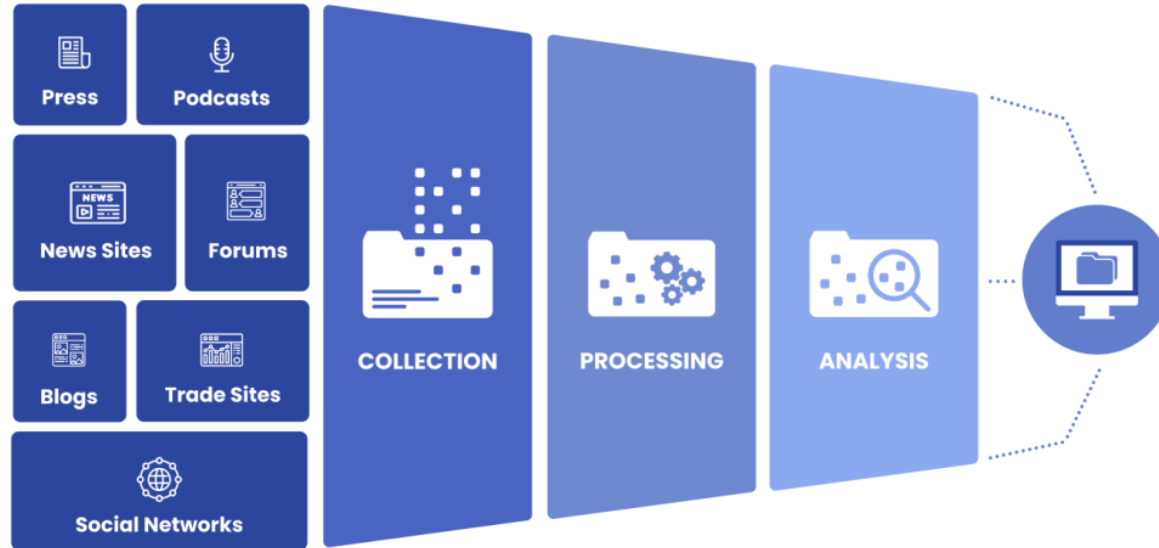 Press
Podcasts
NEWS
News Sites
Forums
Blogs
Trade Sites
Social Networks
COLLECTION
PROCESSING
ANALYSIS